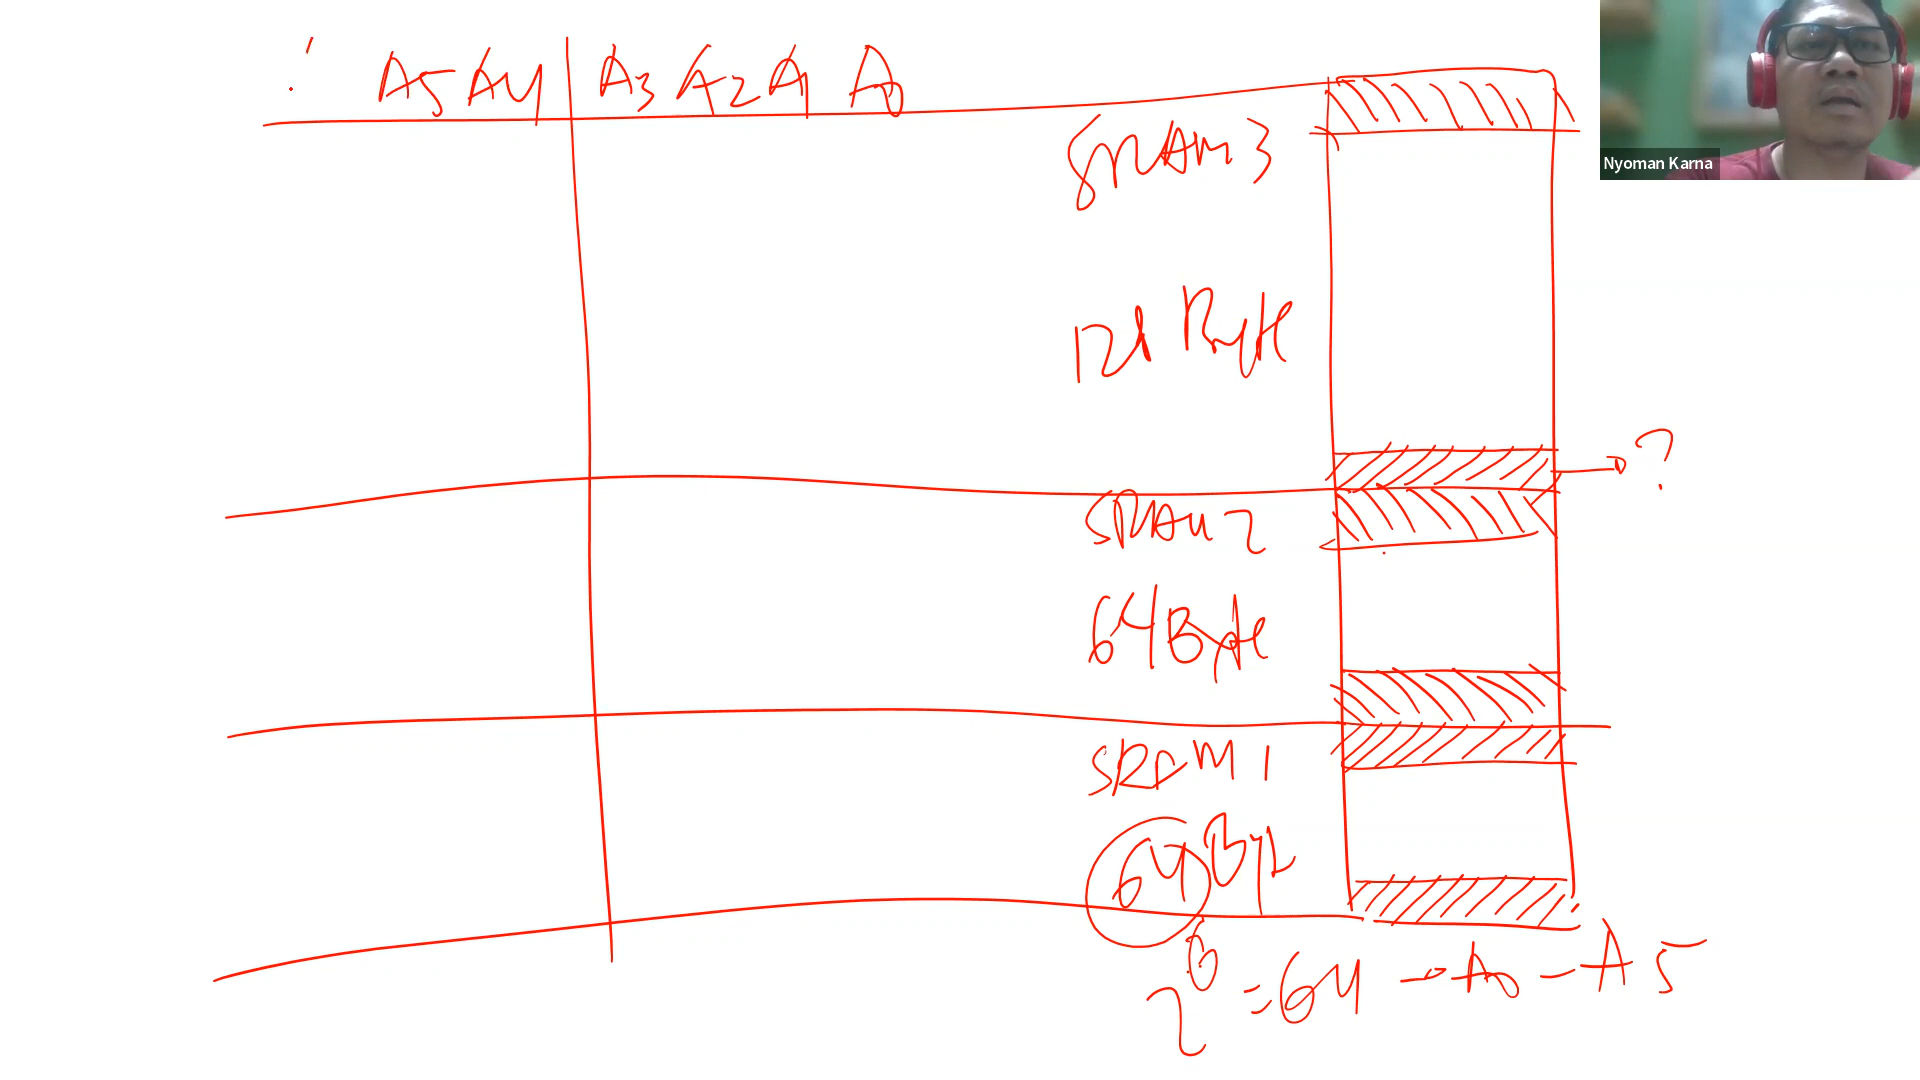 A5 A4 A3 A2 A1 A0
Nyoman Karna
SRAM 3
128 Byte
?
SRAM 2
64 Byte
SRAM 1
64 Byte
2^6 = 64 → A0 - A5